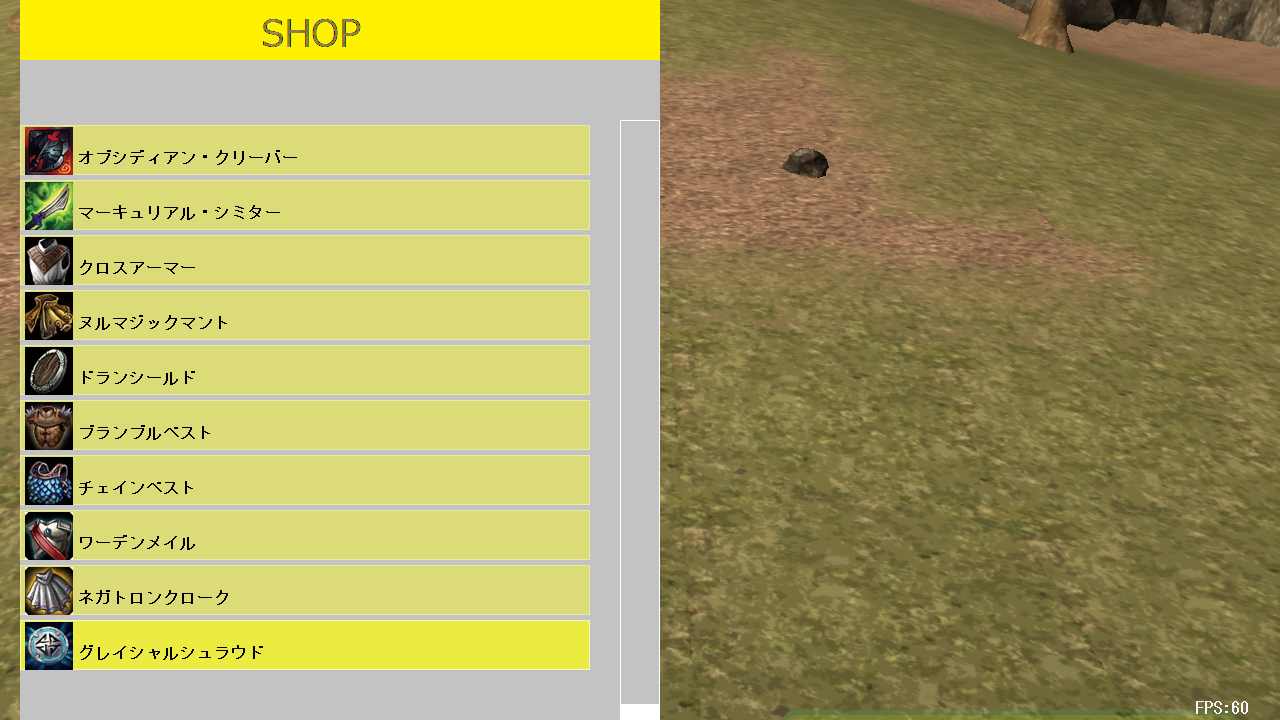 SHOP
オブシディアン・クリーバー
マーキュリアル・シミター
クロスアーマー
ヌルマジックマント
ドランシールド
ブランブルベスト
チェインベスト
ワーデンメイル
ネガトロンクローク
グレイシャルシュラウド
FPS:60